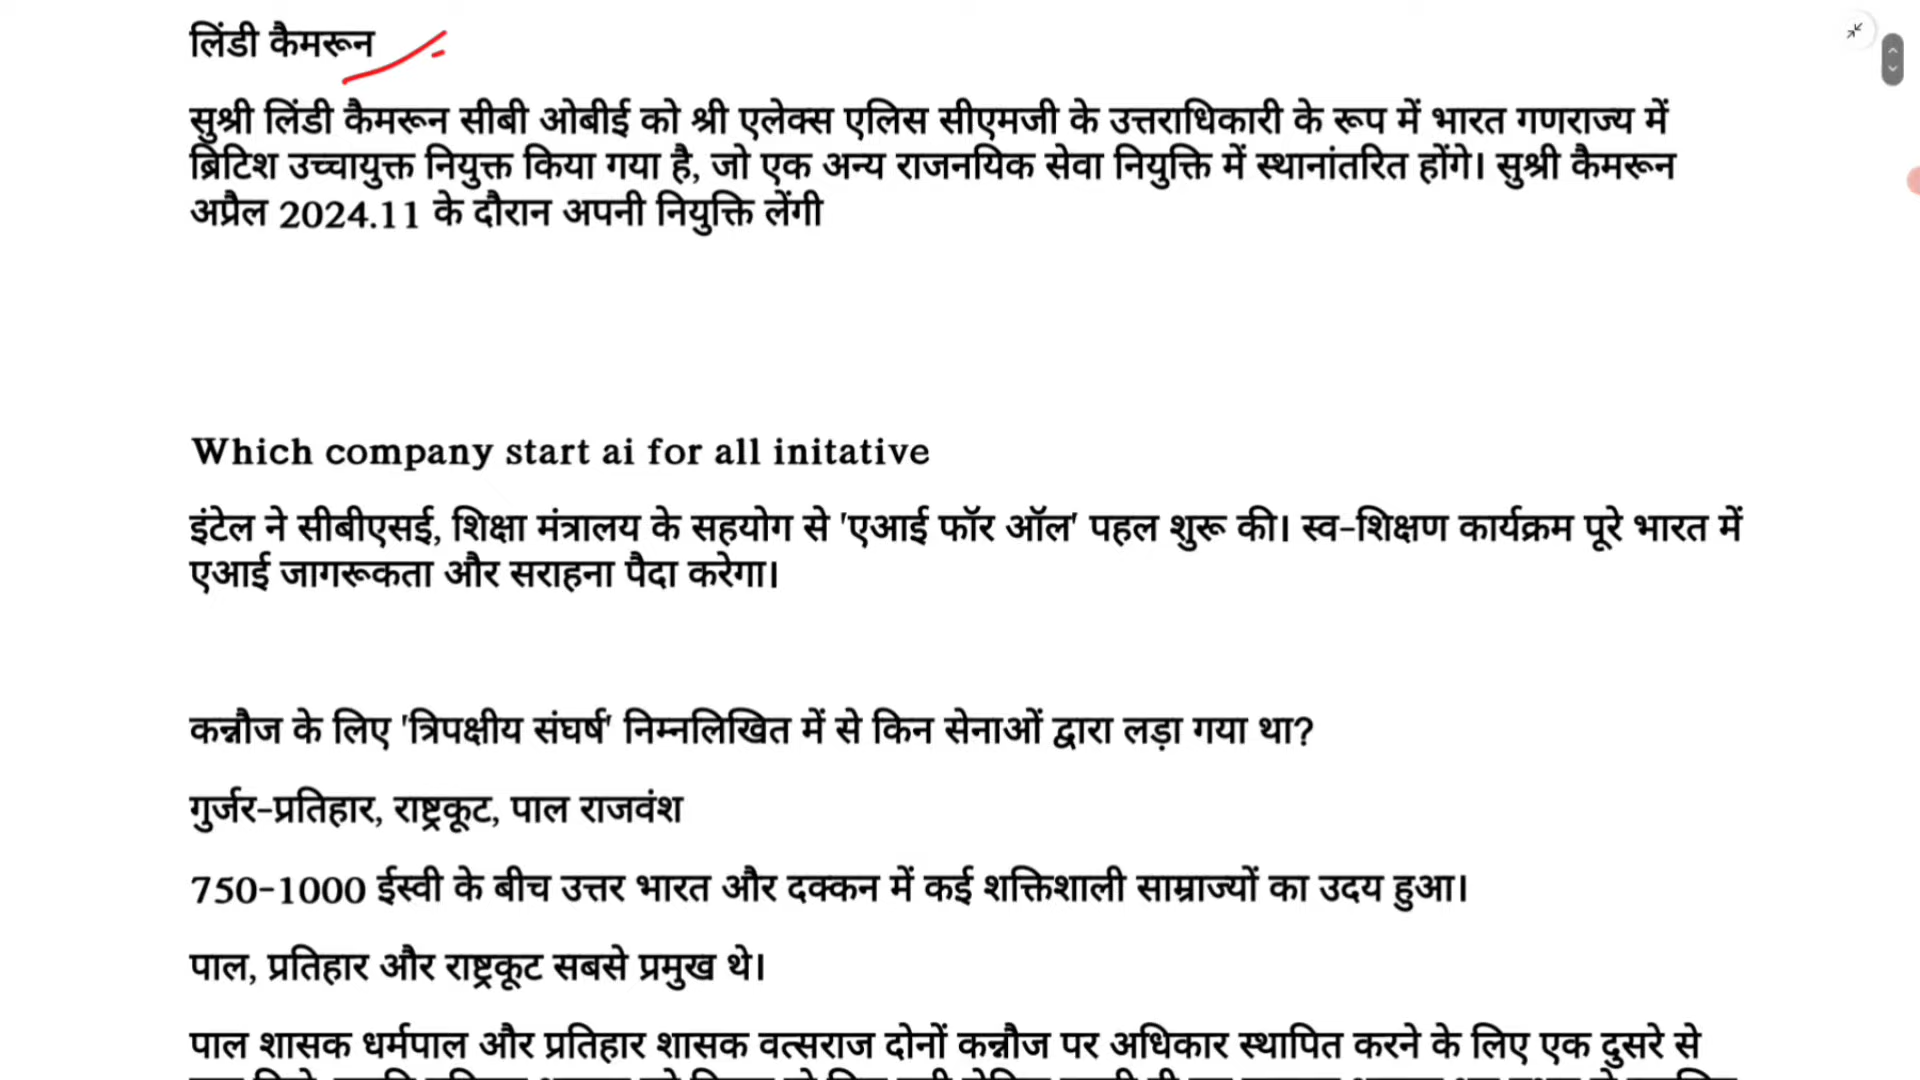 लिंडी कैमरून
सुश्री लिंडी कैमरून सीबी ओबीई को श्री एलेक्स एलिस सीएमजी के उत्तराधिकारी के रूप में भारत गणराज्य में
ब्रिटिश उच्चायुक्त नियुक्त किया गया है, जो एक अन्य राजनयिक सेवा नियुक्ति में स्थानांतरित होंगे। सुश्री कैमरून
अप्रैल 2024.11 के दौरान अपनी नियुक्ति लेंगी
Which company start ai for all initative
इंटेल ने सीबीएसई, शिक्षा मंत्रालय के सहयोग से 'एआई फॉर ऑल' पहल शुरू की। स्व-शिक्षण कार्यक्रम पूरे भारत में
एआई जागरूकता और सराहना पैदा करेगा।
कन्नौज के लिए 'त्रिपक्षीय संघर्ष' निम्नलिखित में से किन सेनाओं द्वारा लड़ा गया था?
गुर्जर-प्रतिहार, राष्ट्रकूट, पाल राजवंश
750-1000 ईस्वी के बीच उत्तर भारत और दक्कन में कई शक्तिशाली साम्राज्यों का उदय हुआ।
पाल, प्रतिहार और राष्ट्रकूट सबसे प्रमुख थे।
पाल शासक धर्मपाल और प्रतिहार शासक वत्सराज दोनों कन्नौज पर अधिकार स्थापित करने के लिए एक दुसरे से